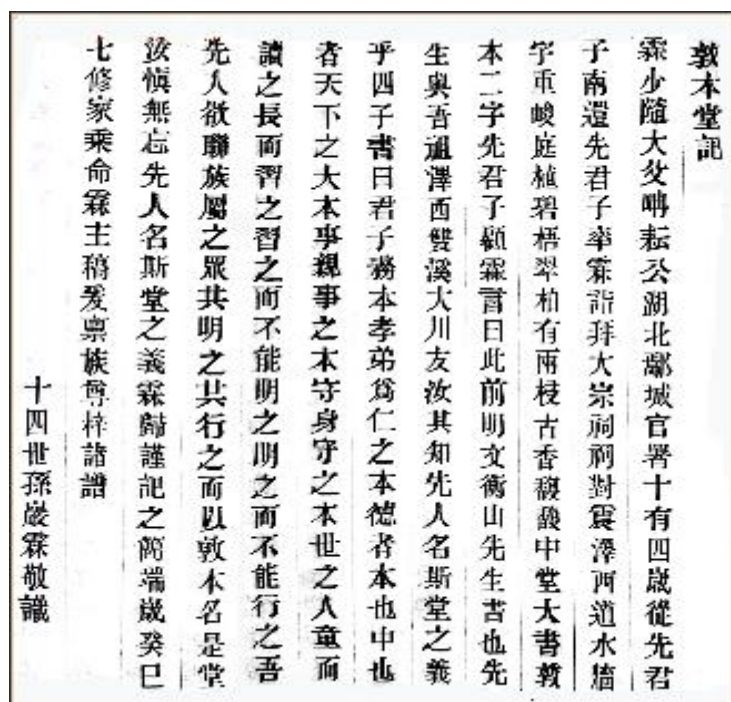 敦本堂記
霖少隨大父疇耘公湖北鄖城官署十有四歲從先君
子南還先君子率霖詣拜大宗祠祠對震澤西道水牆
宇重峻庭植碧梧翠柏有兩枝古香馥馥中堂大書敦
本二字先君子顧霖言曰此前明文衡山先生書也先
生與吾遁澤西雙溪大川友汝其知先人名斯堂之義
乎四子書曰君子務本孝弟爲仁之本德者本也中也
者天下之大本事親事之本守身守之本世之人童而
讀之長而習之習之而不能明之明之而不能行之吾
先人欲聯族屬之眾共明之共行之而以敦本名是堂
汝愼無忘先人名斯堂之義霖歸謹記之簡端歲癸巳
七修家乘命霖主稿爰稟族尊梓諸譜
十四世孫巖霖敬識